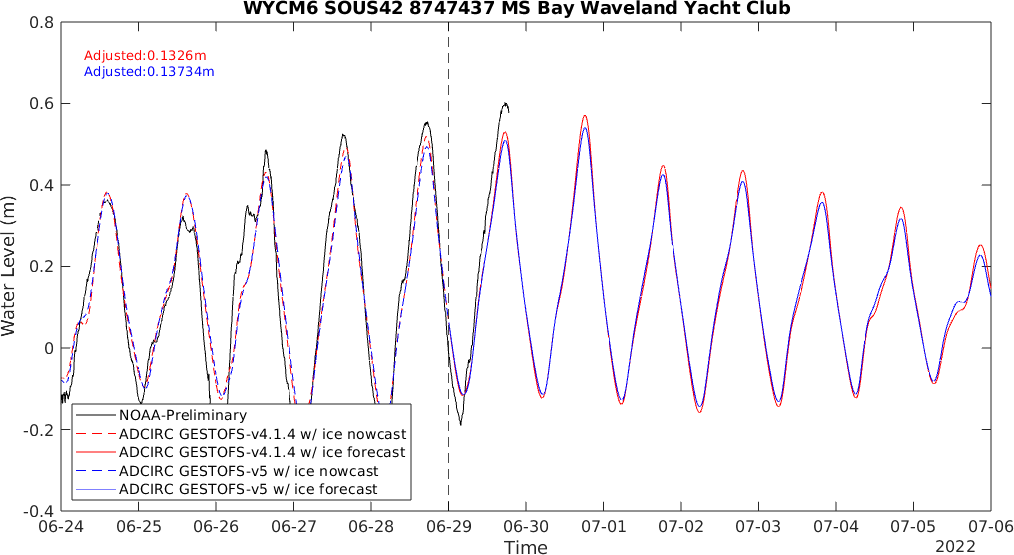 WYCM6 SOUS42 8747437 MS Bay Waveland Yacht Club
Adjusted:0.1326m
Adjusted:0.13734m
Water Level (m)
0.8
0.6
0.4
0.2
0
-0.2
-0.4
NOAA-Preliminary
ADCIRC GESTOFS-v4.1.4 w/ ice nowcast
ADCIRC GESTOFS-v4.1.4 w/ ice forecast
ADCIRC GESTOFS-v5 w/ ice nowcast
ADCIRC GESTOFS-v5 w/ ice forecast
06-24 06-25 06-26 06-27 06-28 06-29 06-30 07-01 07-02 07-03 07-04 07-05 07-06
Time
2022